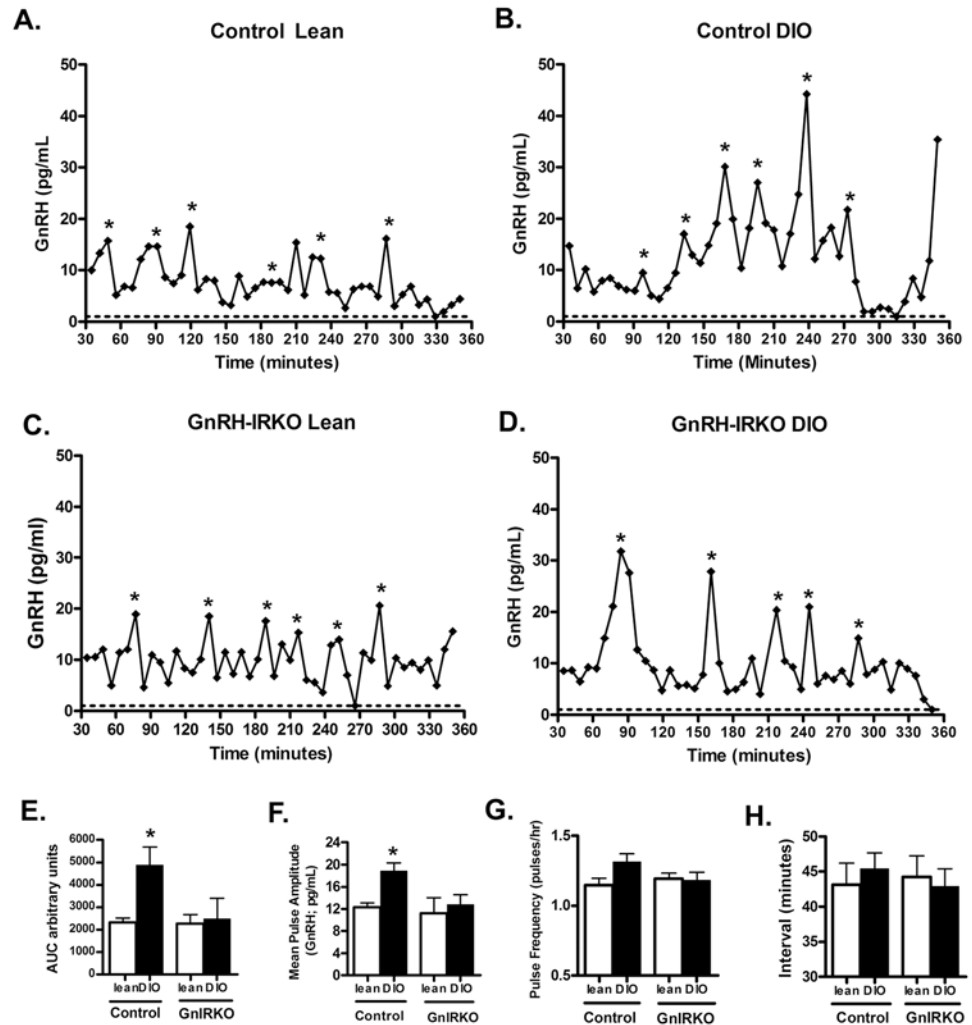 A.
Control Lean
GnRH (pg/mL
50
40
30
20
10
0
*
*
*
*
*
*
30 60 90 120 150 180 210 240 270 300 330 360
Time (minutes)
B.
Control DIO
GnRH (pg/mL)
50
40
30
20
10
0
*
*
*
*
*
*
30 60 90 120 150 180 210 240 270 300 330 360
Time (Minutes)
C.
GnRH-IRKO Lean
GnRH (pg/ml)
50
40
30
20
10
0
*
*
*
*
*
*
30 60 90 120 150 180 210 240 270 300 330 360
Time (minutes)
D.
GnRH-IRKO DIO
GnRH (pg/mL)
50
40
30
20
10
0
*
*
*
*
*
30 60 90 120 150 180 210 240 270 300 330 360
Time (minutes)
E.
AUC arbitrary units
6000
5000
4000
3000
2000
1000
0
*
lean DIO lean DIO
Control GnIRKO
F.
Mean Pulse Amplitude
(GnRH; pg/mL)
24
20
16
12
8
4
0
*
lean DIO lean DIO
Control GnIRKO
G.
Pulse Frequency (pulses/hr)
1.5
1.0
0.5
lean DIO lean DIO
Control GnIRKO
H.
Interval (minutes)
50
45
40
35
30
lean DIO lean DIO
Control GnIRKO